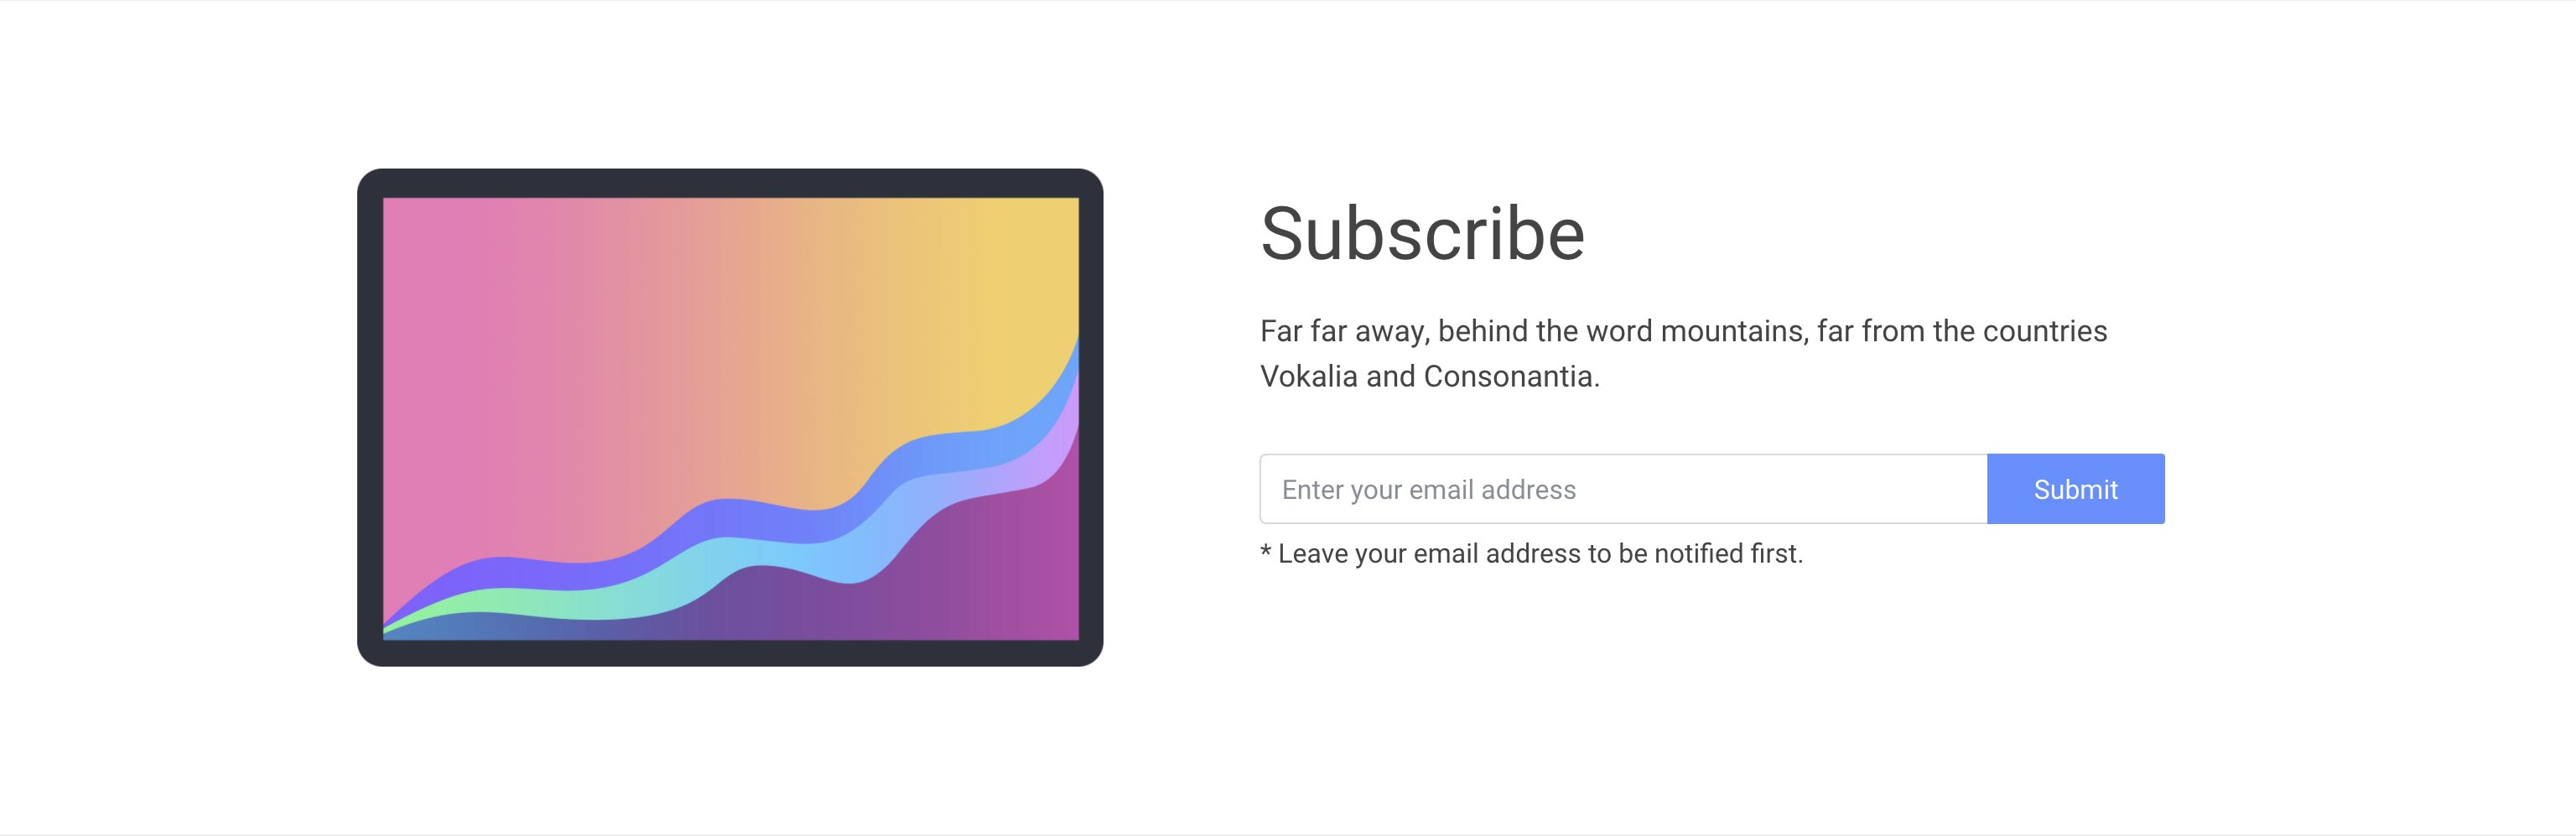 Subscribe
Far far away, behind the word mountains, far from the countries
Vokalia and Consonantia.
Enter your email address
Submit
* Leave your email address to be notified first.